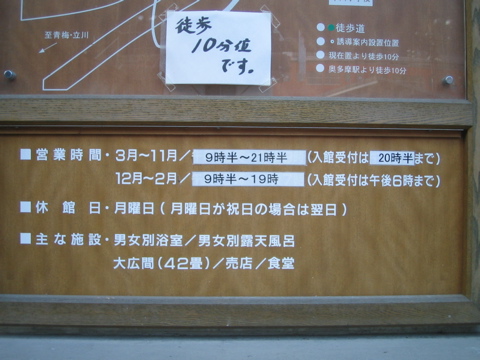 徒歩
10分位
です。
至青梅・立川
徒歩道
誘導案内設置位置
現在置より徒歩10分
奥多摩駅より徒歩10分
■営業時間・3月〜11月／9時半〜21時半（入館受付は20時半まで）
12月〜2月／9時半〜19時（入館受付は午後6時まで）
■休館日・月曜日（月曜日が祝日の場合は翌日）
■主な施設・男女別浴室／男女別露天風呂
大広間（42畳）／売店／食堂